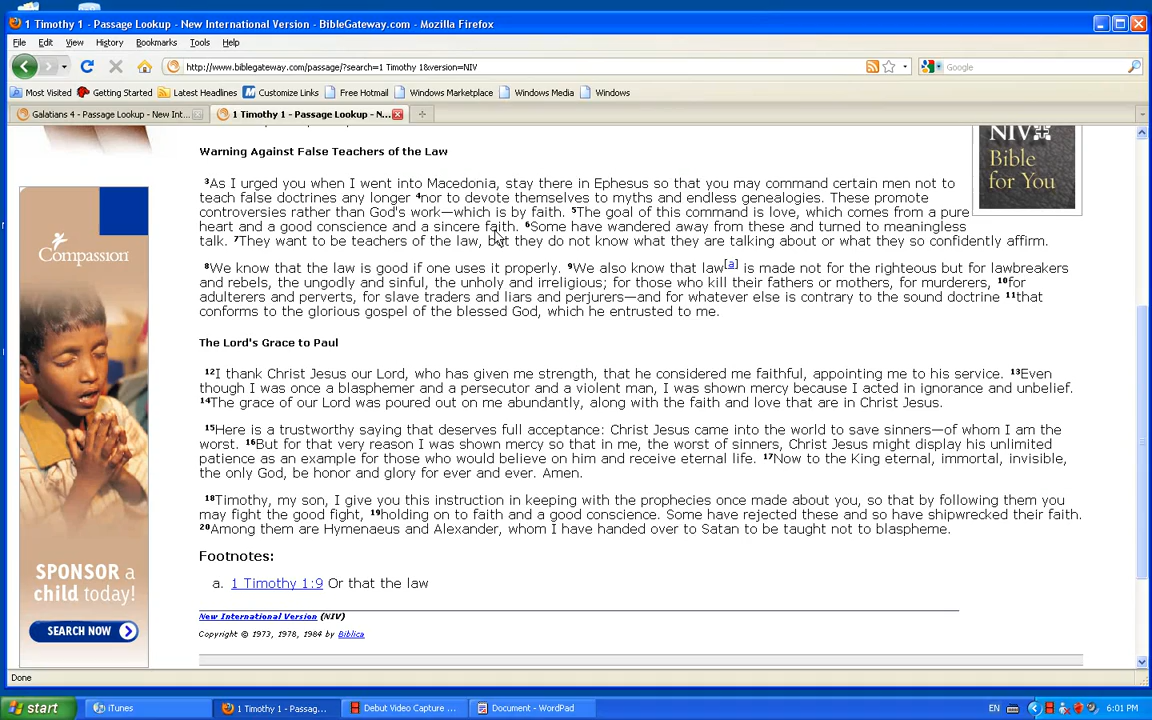 1 Timothy 1 - Passage Lookup - New International Version - BibleGateway.com - Mozilla Firefox
File Edit View History Bookmarks Tools Help
http://www.biblegateway.com/passage/?search=1 Timothy 1&version=NIV Google
Most Visited Getting Started Latest Headlines Customize Links Free Hotmail Windows Marketplace Windows Media Windows
Galatians 4 - Passage Lookup - New Int... 1 Timothy 1 - Passage Lookup - N...
NIV
Bible
for You
Warning Against False Teachers of the Law
3As I urged you when I went into Macedonia, stay there in Ephesus so that you may command certain men not to
teach false doctrines any longer 4nor to devote themselves to myths and endless genealogies. These promote
controversies rather than God's work—which is by faith. 5The goal of this command is love, which comes from a pure
heart and a good conscience and a sincere faith. 6Some have wandered away from these and turned to meaningless
talk. 7They want to be teachers of the law, but they do not know what they are talking about or what they so confidently affirm.
8We know that the law is good if one uses it properly. 9We also know that law[a] is made not for the righteous but for lawbreakers
and rebels, the ungodly and sinful, the unholy and irreligious; for those who kill their fathers or mothers, for murderers, 10for
adulterers and perverts, for slave traders and liars and perjurers—and for whatever else is contrary to the sound doctrine 11that
conforms to the glorious gospel of the blessed God, which he entrusted to me.
The Lord's Grace to Paul
12I thank Christ Jesus our Lord, who has given me strength, that he considered me faithful, appointing me to his service. 13Even
though I was once a blasphemer and a persecutor and a violent man, I was shown mercy because I acted in ignorance and unbelief.
14The grace of our Lord was poured out on me abundantly, along with the faith and love that are in Christ Jesus.
15Here is a trustworthy saying that deserves full acceptance: Christ Jesus came into the world to save sinners—of whom I am the
worst. 16But for that very reason I was shown mercy so that in me, the worst of sinners, Christ Jesus might display his unlimited
patience as an example for those who would believe on him and receive eternal life. 17Now to the King eternal, immortal, invisible,
the only God, be honor and glory for ever and ever. Amen.
18Timothy, my son, I give you this instruction in keeping with the prophecies once made about you, so that by following them you
may fight the good fight, 19holding on to faith and a good conscience. Some have rejected these and so have shipwrecked their faith.
20Among them are Hymenaeus and Alexander, whom I have handed over to Satan to be taught not to blaspheme.
Footnotes:
a. 1 Timothy 1:9 Or that the law
New International Version (NIV)
Copyright © 1973, 1978, 1984 by Biblica
Compassion
SPONSOR a
child today!
SEARCH NOW
Done
start iTunes 1 Timothy 1 - Passag... Debut Video Capture ... Document - WordPad EN 6:01 PM